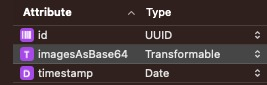 Attribute Type
id UUID
T imagesAsBase64 Transformable
D timestamp Date